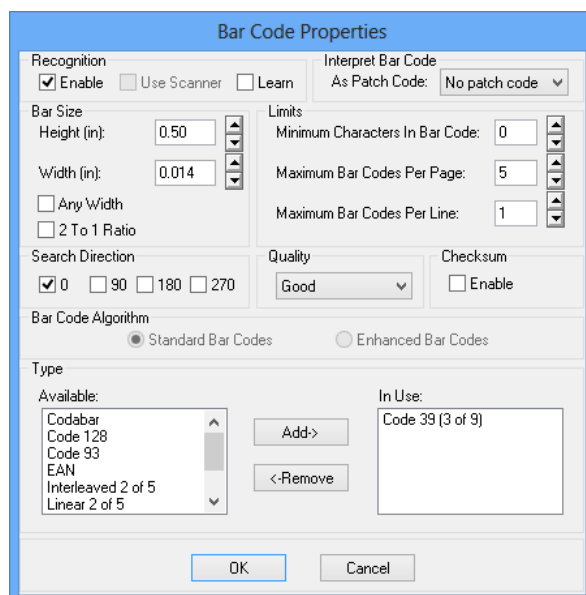 Bar Code Properties
Recognition
Enable
Use Scanner
Learn
Interpret Bar Code
As Patch Code:
No patch code
Bar Size
Height (in):
0.50
Width (in):
0.014
Any Width
2 To 1 Ratio
Limits
Minimum Characters In Bar Code:
0
Maximum Bar Codes Per Page:
5
Maximum Bar Codes Per Line:
1
Search Direction
0
90
180
270
Quality
Good
Checksum
Enable
Bar Code Algorithm
Standard Bar Codes
Enhanced Bar Codes
Type
Available:
Codabar
Code 128
Code 93
EAN
Interleaved 2 of 5
Linear 2 of 5
Add->
<-Remove
In Use:
Code 39 (3 of 9)
OK
Cancel